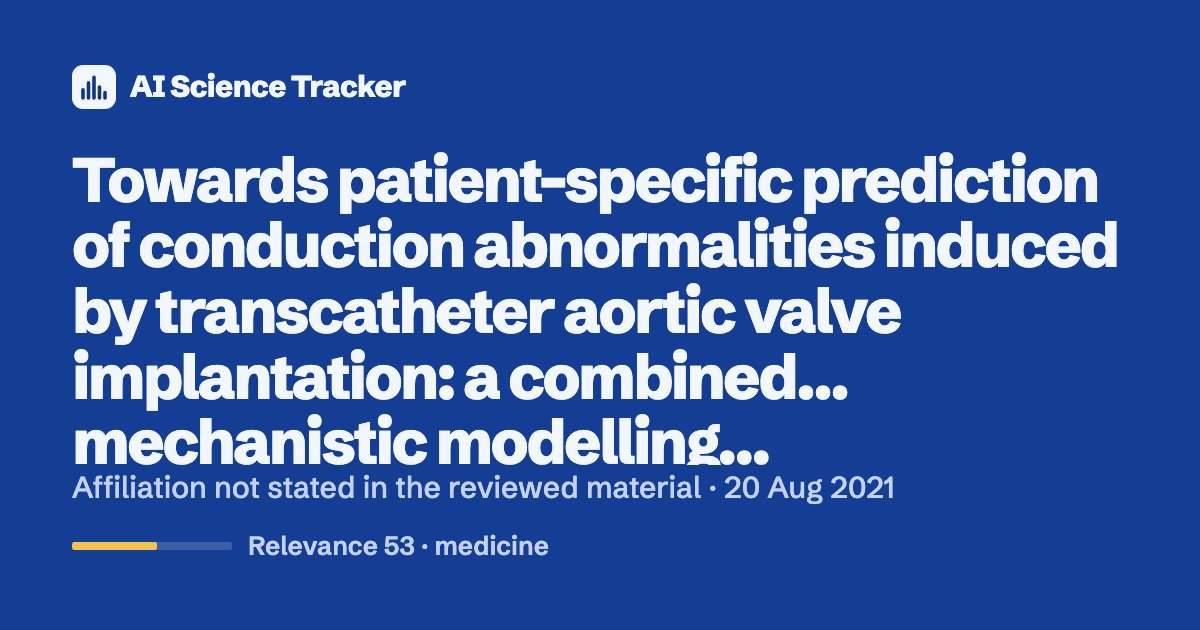 AI Science Tracker
Towards patient-specific prediction
of conduction abnormalities induced
by transcatheter aortic valve
implantation: a combined...
mechanistic modelling...
Affiliation not stated in the reviewed material · 20 Aug 2021
Relevance 53 · medicine